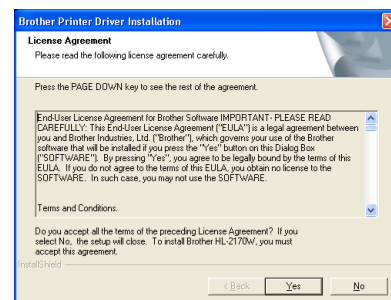 Brother Printer Driver Installation
License Agreement
Please read the following license agreement carefully.
Press the PAGE DOWN key to see the rest of the agreement.
End-User License Agreement for Brother Software IMPORTANT- PLEASE READ
CAREFULLY: This End-User License Agreement ("EULA") is a legal agreement between
you and Brother Industries, Ltd. ("Brother"), which governs your use of the Brother
software that will be installed if you press the "Yes" button on this Dialog Box
("SOFTWARE"). By pressing "Yes", you agree to be legally bound by the terms of this
EULA. If you do not agree to the terms of this EULA, you obtain no license to the
SOFTWARE. In such case, you may not use the SOFTWARE.
Terms and Conditions.
Do you accept all the terms of the preceding License Agreement? If you
select No, the setup will close. To install Brother HL-2170W, you must
accept this agreement.
InstallShield
< Back Yes No